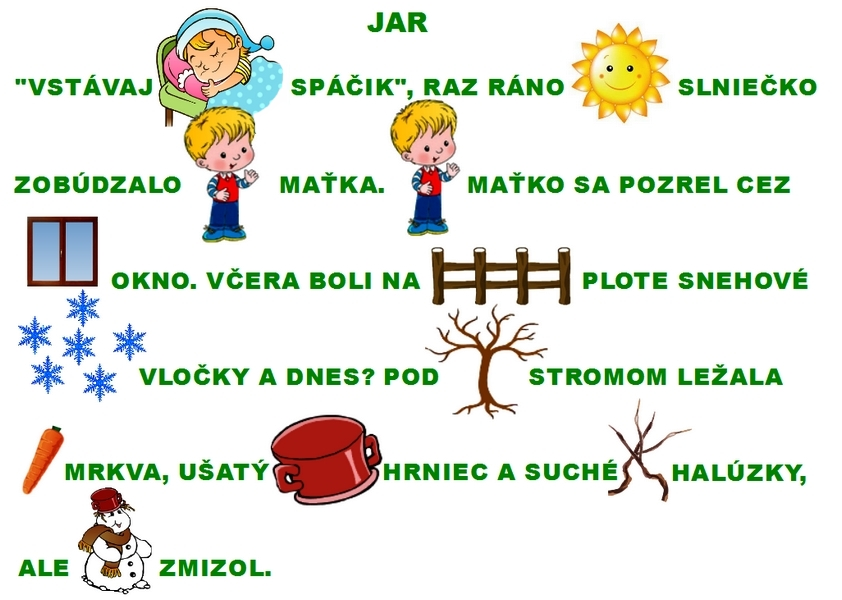 JAR
"VSTÁVAJ SPÁČIK", RAZ RÁNO SLNIEČKO
ZOBÚDZALO MAŤKA. MAŤKO SA POZREL CEZ
OKNO. VČERA BOLI NA PLOTE SNEHOVÉ
VLOČKY A DNES? POD STROMOM LEŽALA
MRKVA, UŠATÝ HRNIEC A SUCHÉ HALÚZKY,
ALE ZMIZOL.